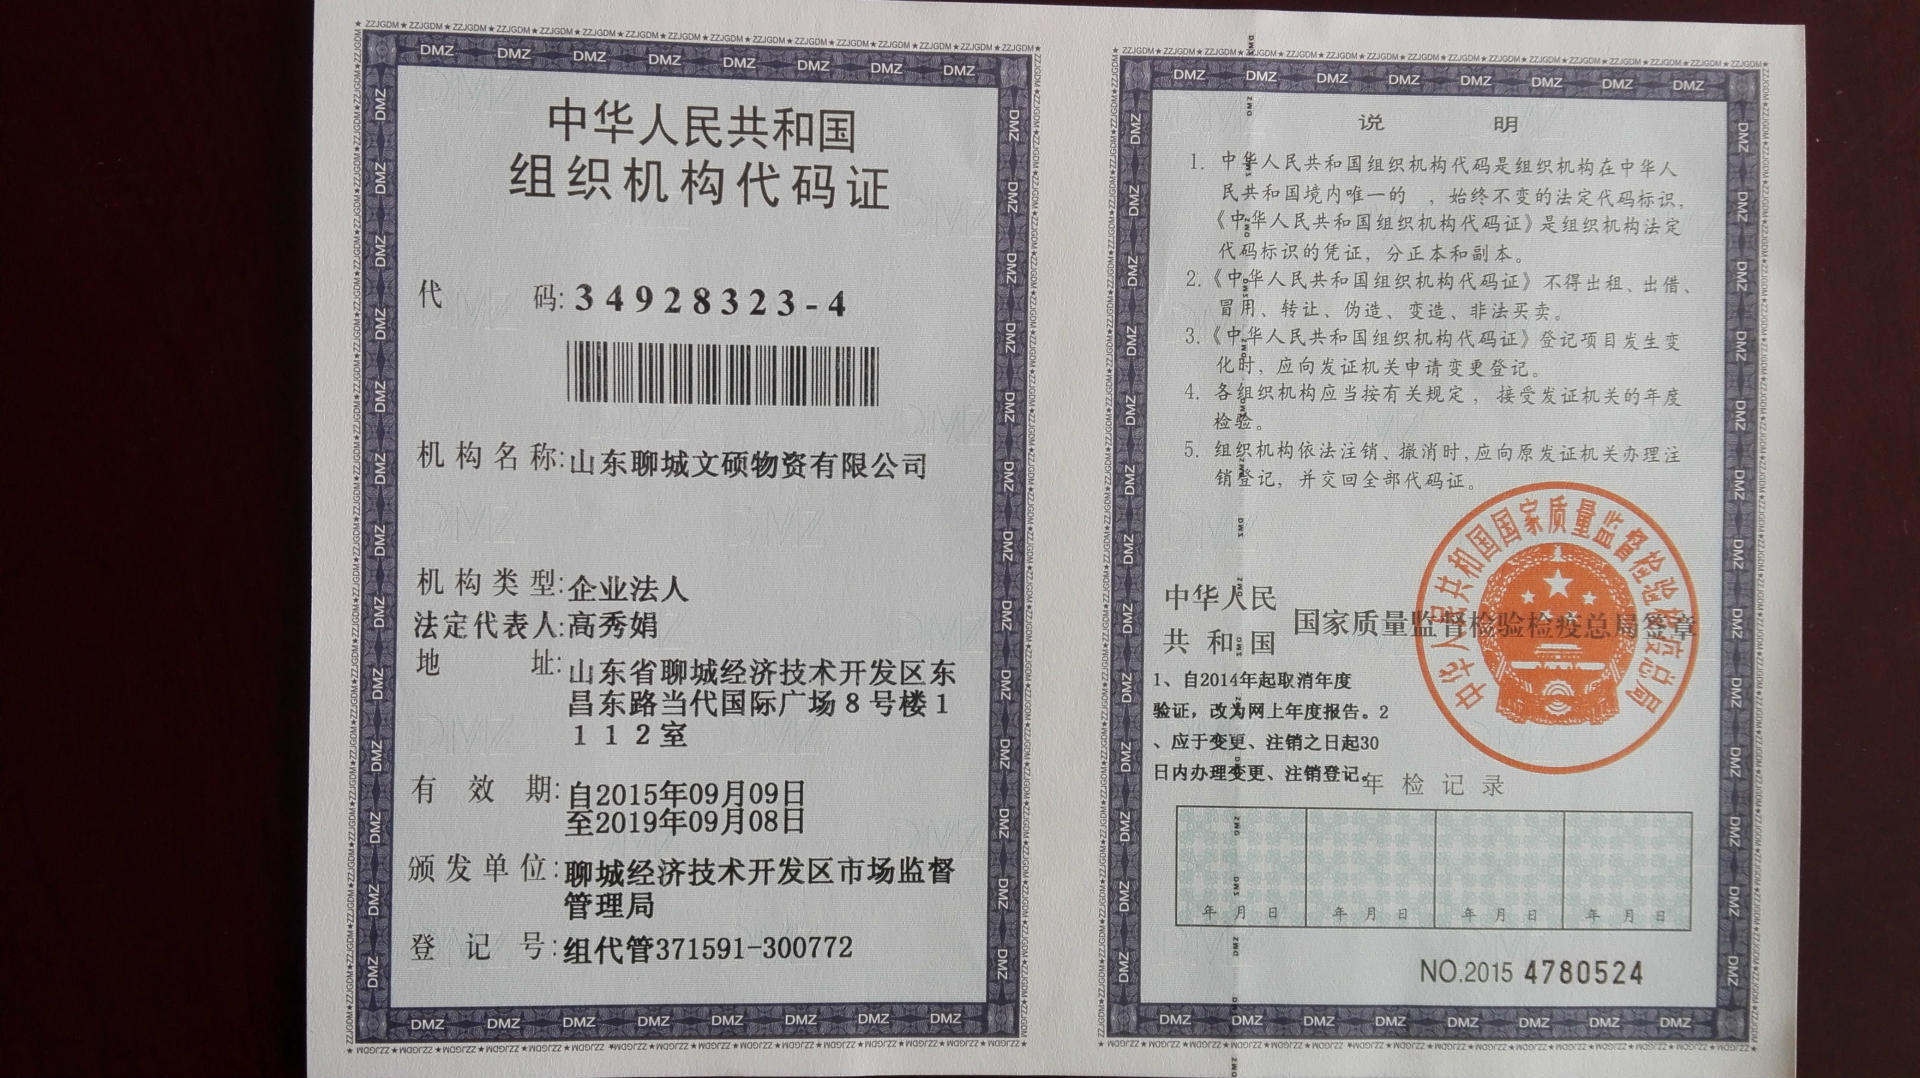 中华人民共和国
组织机构代码证
代 码: 34928323-4
机构名称: 山东聊城文硕物资有限公司
机构类型: 企业法人
法定代表人: 高秀娟
地 址: 山东省聊城经济技术开发区东
昌东路当代国际广场8号楼1
112室
有 效 期: 自2015年09月09日
至2019年09月08日
颁发单位: 聊城经济技术开发区市场监督
管理局
登 记 号: 组代管371591-300772
说 明
1. 中华人民共和国组织机构代码是组织机构在中华人
民共和国境内唯一的 ，始终不变的法定代码标识，
《中华人民共和国组织机构代码证》是组织机构法定
代码标识的凭证，分正本和副本。
2.《中华人民共和国组织机构代码证》不得出租、出借、
冒用、转让、伪造、变造、非法买卖。
3.《中华人民共和国组织机构代码证》登记项目发生变
化时，应向发证机关申请变更登记。
4. 各组织机构应当按有关规定，接受发证机关的年度
检验。
5. 组织机构依法注销、撤消时，应向原发证机关办理注
销登记，并交回全部代码证。
中华人民共和国国家质量监督检验检疫总局
中华人民
共和国
国家质量监督检验检疫总局签章
1、自2014年起取消年度
验证，改为网上年度报告。2
、应于变更、注销之日起30
日内办理变更、注销登记。
年检记录
年 月 日 年 月 日 年 月 日 年 月 日
NO.2015 4780524